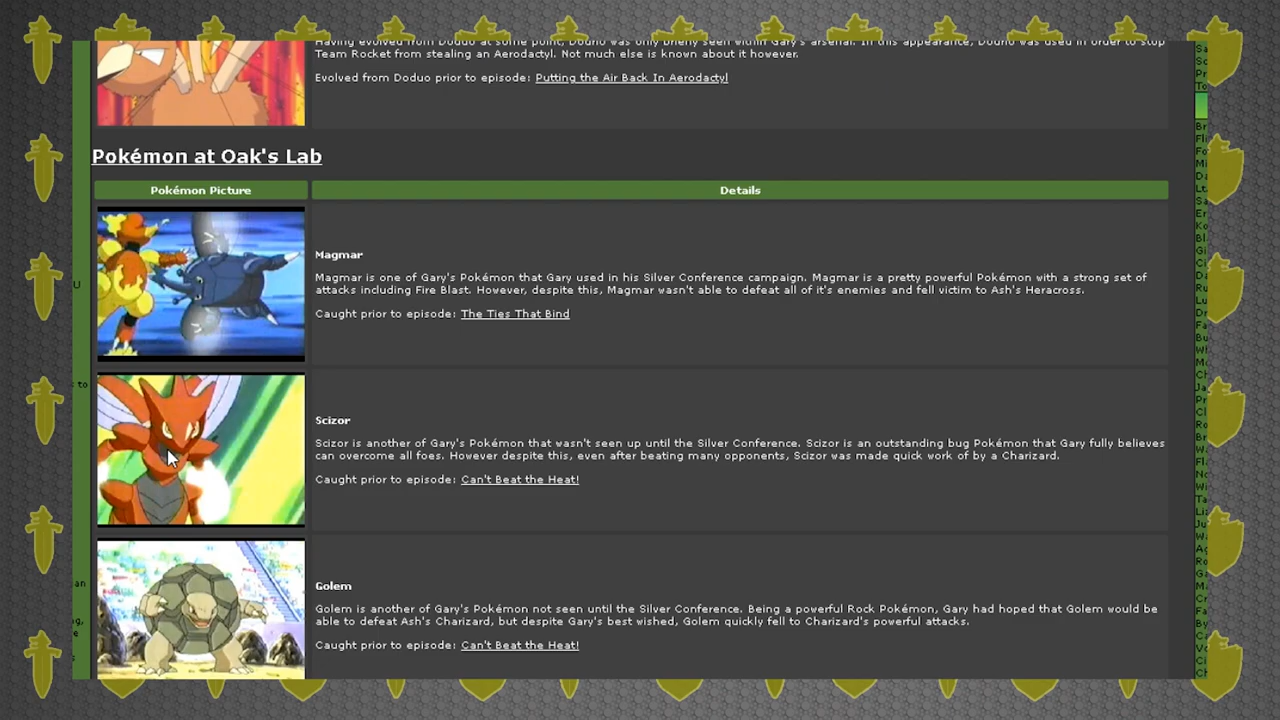 Having evolved from Doduo at some point, Dodrio was only briefly seen within Gary's arsenal. In this appearance, Dodrio was used in order to stop
Team Rocket from stealing an Aerodactyl. Not much else is known about it however.
Evolved from Doduo prior to episode: Putting the Air Back In Aerodactyl
Pokémon at Oak's Lab
Pokémon Picture Details
Magmar
Magmar is one of Gary's Pokémon that Gary used in his Silver Conference campaign. Magmar is a pretty powerful Pokémon with a strong set of
attacks including Fire Blast. However, despite this, Magmar wasn't able to defeat all of it's enemies and fell victim to Ash's Heracross.
Caught prior to episode: The Ties That Bind
Scizor
Scizor is another of Gary's Pokémon that wasn't seen up until the Silver Conference. Scizor is an outstanding bug Pokémon that Gary fully believes
can overcome all foes. However despite this, even after beating many opponents, Scizor was made quick work of by a Charizard.
Caught prior to episode: Can't Beat the Heat!
Golem
Golem is another of Gary's Pokémon not seen until the Silver Conference. Being a powerful Rock Pokémon, Gary had hoped that Golem would be
able to defeat Ash's Charizard, but despite Gary's best wished, Golem quickly fell to Charizard's powerful attacks.
Caught prior to episode: Can't Beat the Heat!